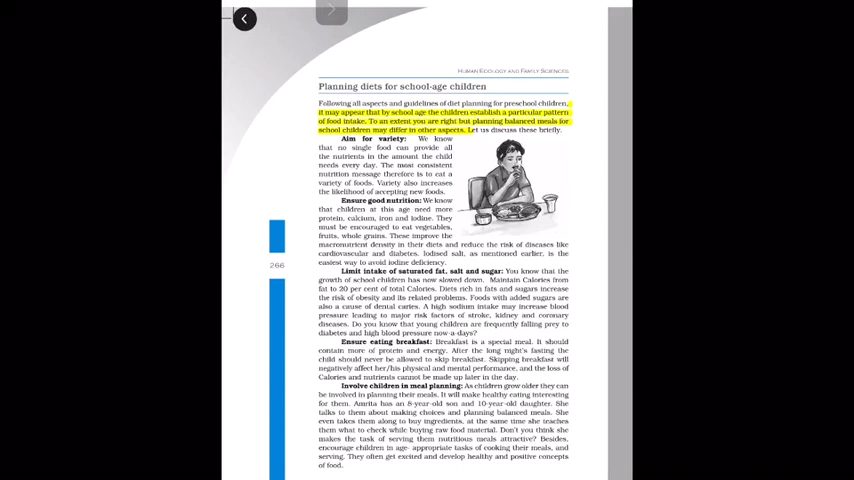 HUMAN ECOLOGY AND FAMILY SCIENCES
Planning diets for school-age children
Following all aspects and guidelines of diet planning for preschool children,
it may appear that by school age the children establish a particular pattern
of food intake. To an extent you are right but planning balanced meals for
school children may differ in other aspects. Let us discuss these briefly.
Aim for variety: We know
that no single food can provide all
the nutrients in the amount the child
needs every day. The most consistent
nutrition message therefore is to eat a
variety of foods. Variety also increases
the likelihood of accepting new foods.
Ensure good nutrition: We know
that children at this age need more
protein, calcium, iron and iodine. They
must be encouraged to eat vegetables,
fruits, whole grains. These improve the
macronutrient density in their diets and reduce the risk of diseases like
cardiovascular and diabetes. Iodised salt, as mentioned earlier, is the
easiest way to avoid iodine deficiency.
266
Limit intake of saturated fat, salt and sugar: You know that the
growth of school children has now slowed down. Maintain Calories from
fat to 20 per cent of total Calories. Diets rich in fats and sugars increase
the risk of obesity and its related problems. Foods with added sugars are
also a cause of dental caries. A high sodium intake may increase blood
pressure leading to major risk factors of stroke, kidney and coronary
diseases. Do you know that young children are frequently falling prey to
diabetes and high blood pressure now-a-days?
Ensure eating breakfast: Breakfast is a special meal. It should
contain more of protein and energy. After the long night's fasting the
child should never be allowed to skip breakfast. Skipping breakfast will
negatively affect her/his physical and mental performance, and the loss of
Calories and nutrients cannot be made up later in the day.
Involve children in meal planning: As children grow older they can
be involved in planning their meals. It will make healthy eating interesting
for them. Amrita has an 8-year-old son and 10-year-old daughter. She
talks to them about making choices and planning balanced meals. She
even takes them along to buy ingredients, at the same time she teaches
them what to check while buying raw food material. Don't you think she
makes the task of serving them nutritious meals attractive? Besides,
encourage children in age- appropriate tasks of cooking their meals, and
serving. They often get excited and develop healthy and positive concepts
of food.